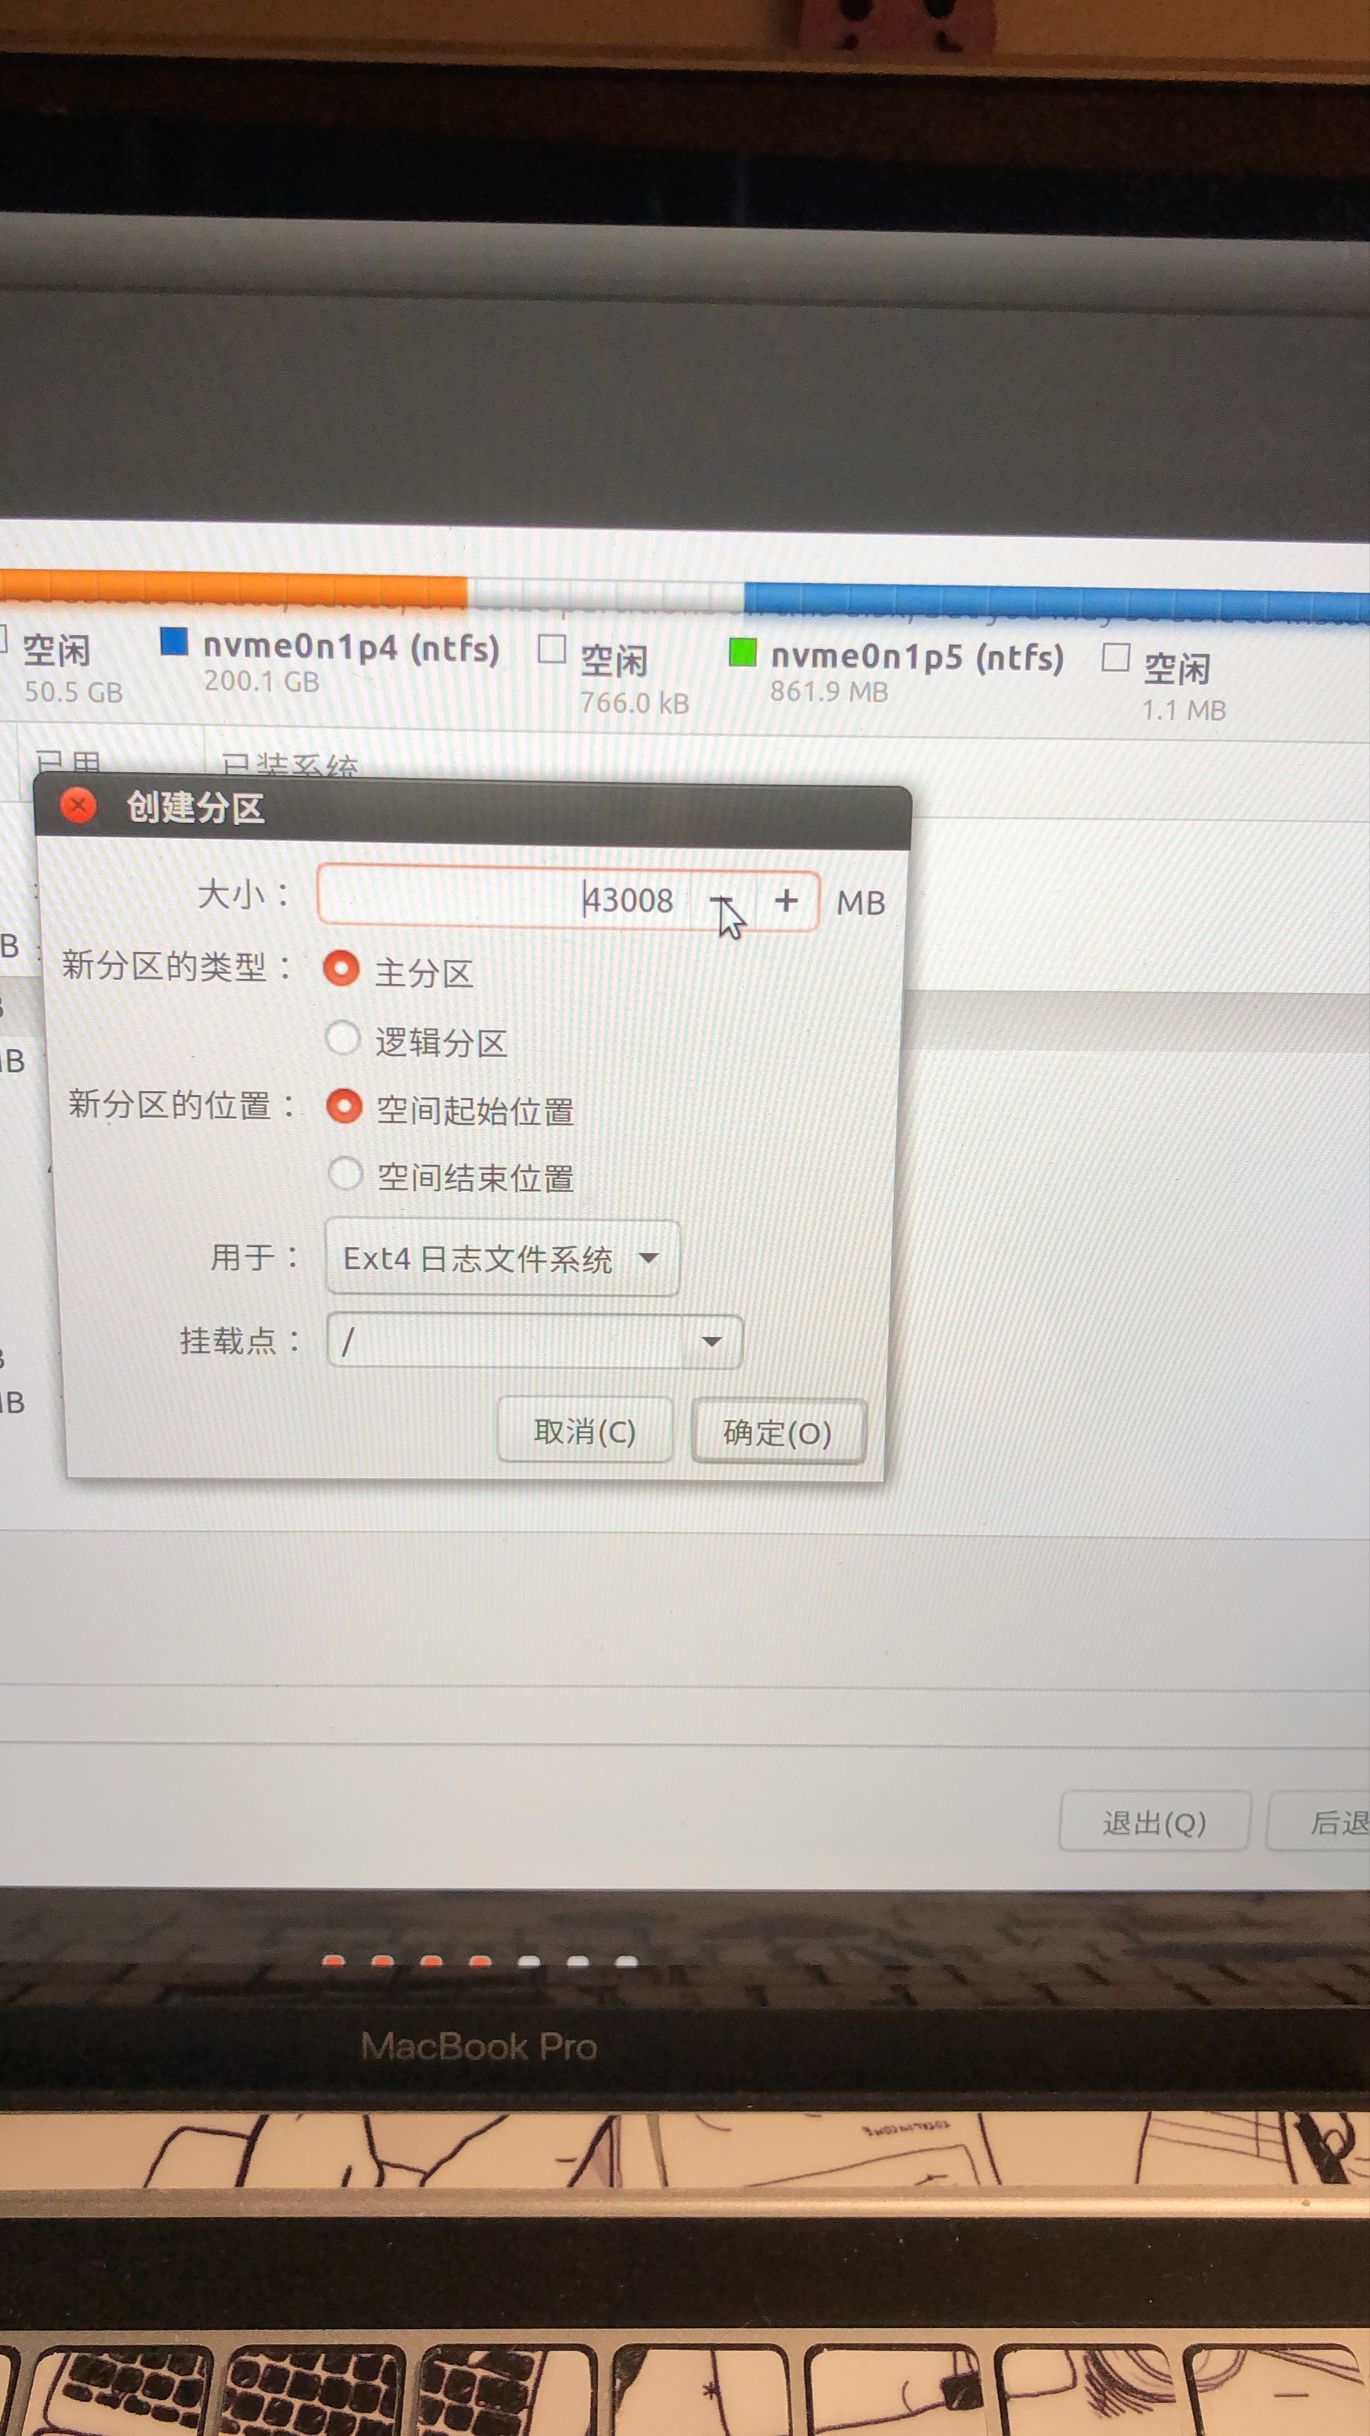 空闲 nvme0n1p4 (ntfs) 空闲 nvme0n1p5 (ntfs) 空闲
50.5 GB 200.1 GB 766.0 kB 861.9 MB 1.1 MB
已用 已装系统
创建分区
大小： 43008 − + MB
B
新分区的类型： 主分区
逻辑分区
新分区的位置： 空间起始位置
空间结束位置
用于： Ext4 日志文件系统
挂载点： /
取消(C) 确定(O)
退出(Q) 后退
MacBook Pro